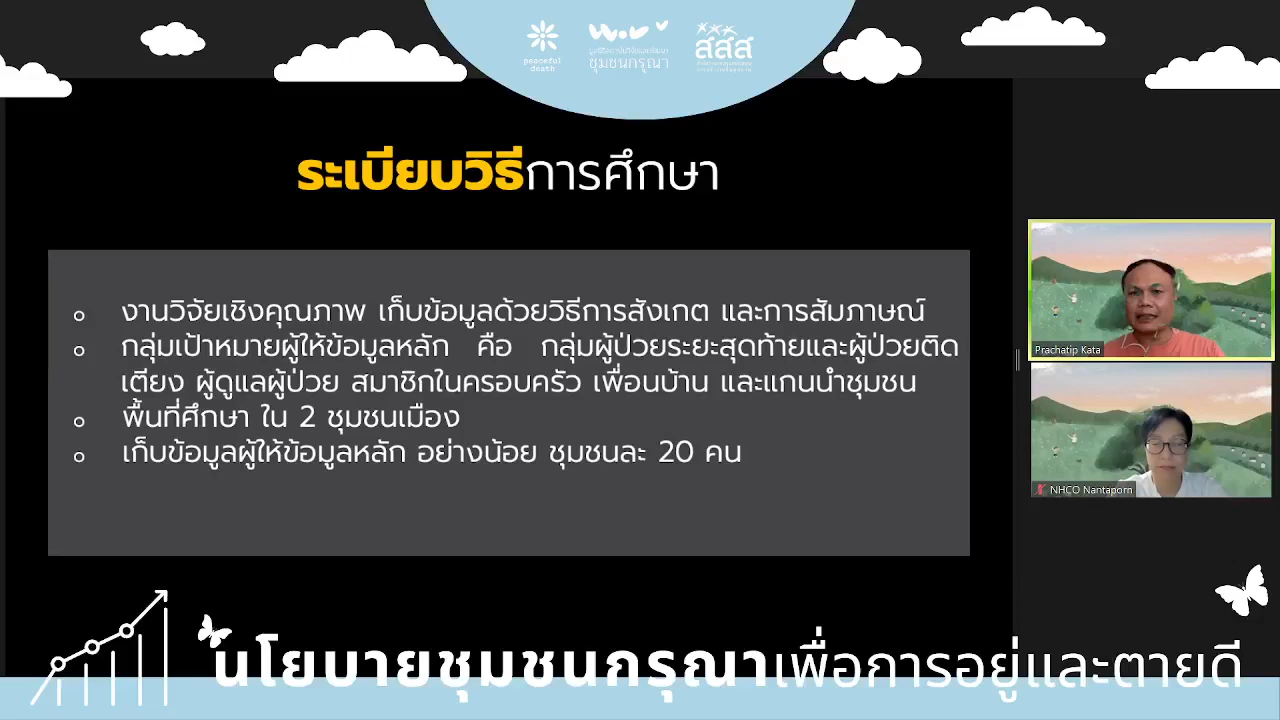 peaceful
death
ชุมชนกรุณา
สสส
ระเบียบวิธีการศึกษา
งานวิจัยเชิงคุณภาพ เก็บข้อมูลด้วยวิธีการสังเกต และการสัมภาษณ์
กลุ่มเป้าหมายผู้ให้ข้อมูลหลัก คือ กลุ่มผู้ป่วยระยะสุดท้ายและผู้ป่วยติด
เตียง ผู้ดูแลผู้ป่วย สมาชิกในครอบครัว เพื่อนบ้าน และแกนนำชุมชน
พื้นที่ศึกษา ใน 2 ชุมชนเมือง
เก็บข้อมูลผู้ให้ข้อมูลหลัก อย่างน้อย ชุมชนละ 20 คน
Prachatip Kata
NHCO Nantaporn
นโยบายชุมชนกรุณาเพื่อการอยู่และตายดี